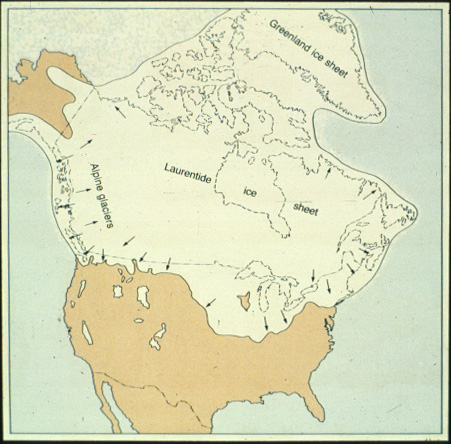 Greenland ice sheet
Laurentide ice sheet
Alpine glaciers